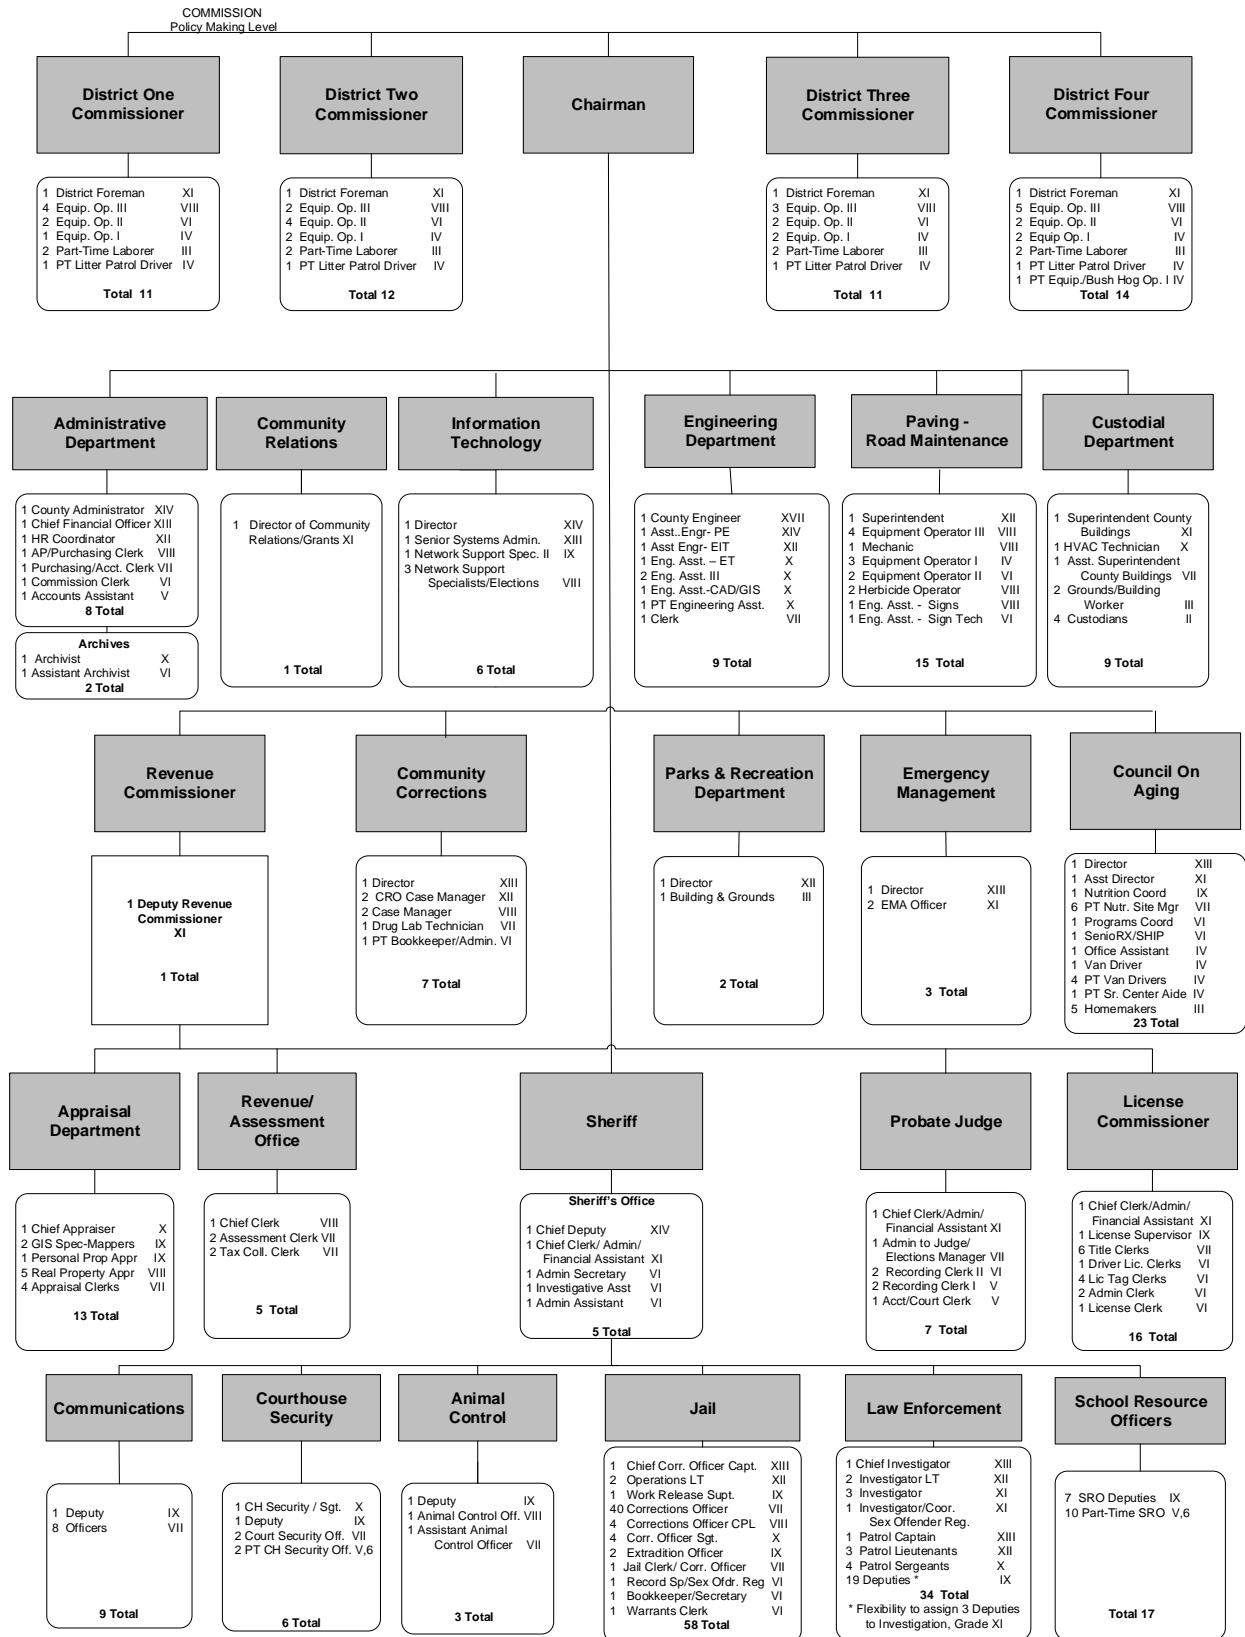 COMMISSION
Policy Making Level
District One
Commissioner
District Two
Commissioner
Chairman
District Three
Commissioner
District Four
Commissioner
1 District Foreman XI
4 Equip. Op. III VIII
2 Equip. Op. II VI
1 Equip. Op. I IV
2 Part-Time Laborer III
1 PT Litter Patrol Driver IV
Total 11
1 District Foreman XI
2 Equip. Op. III VIII
4 Equip. Op. II VI
2 Equip. Op. I IV
2 Part-Time Laborer III
1 PT Litter Patrol Driver IV
Total 12
1 District Foreman XI
3 Equip. Op. III VIII
2 Equip. Op. II VI
2 Equip. Op. I IV
2 Part-Time Laborer III
1 PT Litter Patrol Driver IV
Total 11
1 District Foreman XI
5 Equip. Op. III VIII
2 Equip. Op. II VI
2 Equip Op. I IV
2 Part-Time Laborer III
1 PT Litter Patrol Driver IV
1 PT Equip./Bush Hog Op. I IV
Total 14
Administrative
Department
Community
Relations
Information
Technology
Engineering
Department
Paving -
Road Maintenance
Custodial
Department
1 County Administrator XIV
1 Chief Financial Officer XIII
1 HR Coordinator XII
1 AP/Purchasing Clerk VIII
1 Purchasing/Acct. Clerk VII
1 Commission Clerk VI
1 Accounts Assistant V
8 Total
Archives
1 Archivist X
1 Assistant Archivist VI
2 Total
1 Director of Community
Relations/Grants XI
1 Total
1 Director XIV
1 Senior Systems Admin. XIII
1 Network Support Spec. II IX
3 Network Support
Specialists/Elections VIII
6 Total
1 County Engineer XVII
1 Asst..Engr- PE XIV
1 Asst Engr- EIT XII
1 Eng. Asst. – ET X
2 Eng. Asst. III X
1 Eng. Asst.-CAD/GIS X
1 PT Engineering Asst. X
1 Clerk VII
9 Total
1 Superintendent XII
4 Equipment Operator III VIII
1 Mechanic VIII
3 Equipment Operator I IV
2 Equipment Operator II VI
2 Herbicide Operator VIII
1 Eng. Asst. - Signs VIII
1 Eng. Asst. - Sign Tech VI
15 Total
1 Superintendent County
Buildings XI
1 HVAC Technician X
1 Asst. Superintendent
County Buildings VII
2 Grounds/Building
Worker III
4 Custodians II
9 Total
Revenue
Commissioner
Community
Corrections
Parks & Recreation
Department
Emergency
Management
Council On
Aging
1 Deputy Revenue
Commissioner
XI
1 Total
1 Director XIII
2 CRO Case Manager XII
2 Case Manager VIII
1 Drug Lab Technician VII
1 PT Bookkeeper/Admin. VI
7 Total
1 Director XII
1 Building & Grounds III
2 Total
1 Director XIII
2 EMA Officer XI
3 Total
1 Director XIII
1 Asst Director XI
1 Nutrition Coord IX
6 PT Nutr. Site Mgr VII
1 Programs Coord VI
1 SenioRX/SHIP VI
1 Office Assistant IV
1 Van Driver IV
4 PT Van Drivers IV
1 PT Sr. Center Aide IV
5 Homemakers III
23 Total
Appraisal
Department
Revenue/
Assessment
Office
Sheriff
Probate Judge
License
Commissioner
1 Chief Appraiser X
2 GIS Spec-Mappers IX
1 Personal Prop Appr IX
5 Real Property Appr VIII
4 Appraisal Clerks VII
13 Total
1 Chief Clerk VIII
2 Assessment Clerk VII
2 Tax Coll. Clerk VII
5 Total
Sheriff's Office
1 Chief Deputy XIV
1 Chief Clerk/ Admin/
Financial Assistant XI
1 Admin Secretary VI
1 Investigative Asst VI
1 Admin Assistant VI
5 Total
1 Chief Clerk/Admin/
Financial Assistant XI
1 Admin to Judge/
Elections Manager VII
2 Recording Clerk II VI
2 Recording Clerk I V
1 Acct/Court Clerk V
7 Total
1 Chief Clerk/Admin/
Financial Assistant XI
1 License Supervisor IX
6 Title Clerks VII
1 Driver Lic. Clerks VI
4 Lic Tag Clerks VI
2 Admin Clerk VI
1 License Clerk VI
16 Total
Communications
Courthouse
Security
Animal
Control
Jail
Law Enforcement
School Resource
Officers
1 Deputy IX
8 Officers VII
9 Total
1 CH Security / Sgt. X
1 Deputy IX
2 Court Security Off. VII
2 PT CH Security Off. V,6
6 Total
1 Deputy IX
1 Animal Control Off. VIII
1 Assistant Animal
Control Officer VII
3 Total
1 Chief Corr. Officer Capt. XIII
2 Operations LT XII
1 Work Release Supt. IX
40 Corrections Officer VII
4 Corrections Officer CPL VIII
4 Corr. Officer Sgt. X
2 Extradition Officer IX
1 Jail Clerk/ Corr. Officer VII
1 Record Sp/Sex Ofdr. Reg VI
1 Bookkeeper/Secretary VI
1 Warrants Clerk VI
58 Total
1 Chief Investigator XIII
2 Investigator LT XII
3 Investigator XI
1 Investigator/Coor. XI
Sex Offender Reg.
1 Patrol Captain XIII
3 Patrol Lieutenants XII
4 Patrol Sergeants X
19 Deputies * IX
34 Total
* Flexibility to assign 3 Deputies
to Investigation, Grade XI
7 SRO Deputies IX
10 Part-Time SRO V,6
Total 17